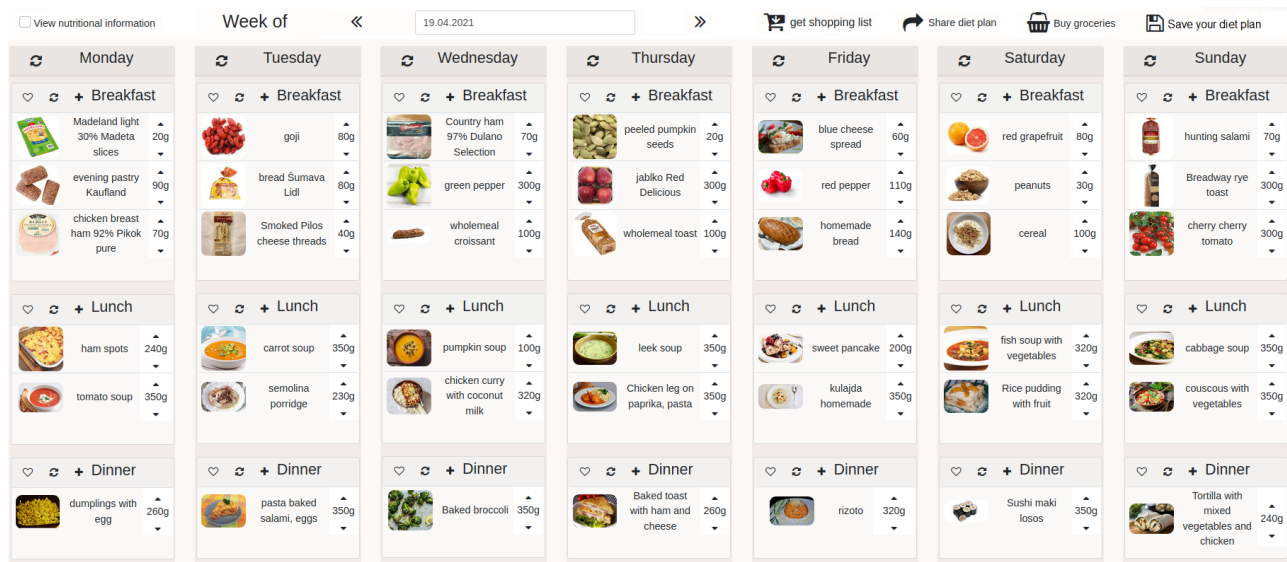 View nutritional information
Week of
19.04.2021
get shopping list
Share diet plan
Buy groceries
Save your diet plan
Monday
Breakfast
Madeland light
30% Madeta
slices
20g
evening pastry
Kaufland
90g
chicken breast
ham 92% Pikok
pure
70g
Lunch
ham spots
240g
tomato soup
350g
Dinner
dumplings with
egg
260g
Tuesday
Breakfast
goji
80g
bread Šumava
Lidl
80g
Smoked Pilos
cheese threads
40g
Lunch
carrot soup
350g
semolina
porridge
230g
Dinner
pasta baked
salami, eggs
350g
Wednesday
Breakfast
Country ham
97% Dulano
Selection
70g
green pepper
300g
wholemeal
croissant
100g
Lunch
pumpkin soup
100g
chicken curry
with coconut
milk
320g
Dinner
Baked broccoli
350g
Thursday
Breakfast
peeled pumpkin
seeds
20g
jablko Red
Delicious
300g
wholemeal toast
100g
Lunch
leek soup
350g
Chicken leg on
paprika, pasta
350g
Dinner
Baked toast
with ham and
cheese
260g
Friday
Breakfast
blue cheese
spread
60g
red pepper
110g
homemade
bread
140g
Lunch
sweet pancake
200g
kulajda
homemade
350g
Dinner
rizoto
320g
Saturday
Breakfast
red grapefruit
80g
peanuts
30g
cereal
100g
Lunch
fish soup with
vegetables
320g
Rice pudding
with fruit
320g
Dinner
Sushi maki
losos
350g
Sunday
Breakfast
hunting salami
70g
Breadway rye
toast
300g
cherry cherry
tomato
300g
Lunch
cabbage soup
350g
couscous with
vegetables
350g
Dinner
Tortilla with
mixed
vegetables and
chicken
240g